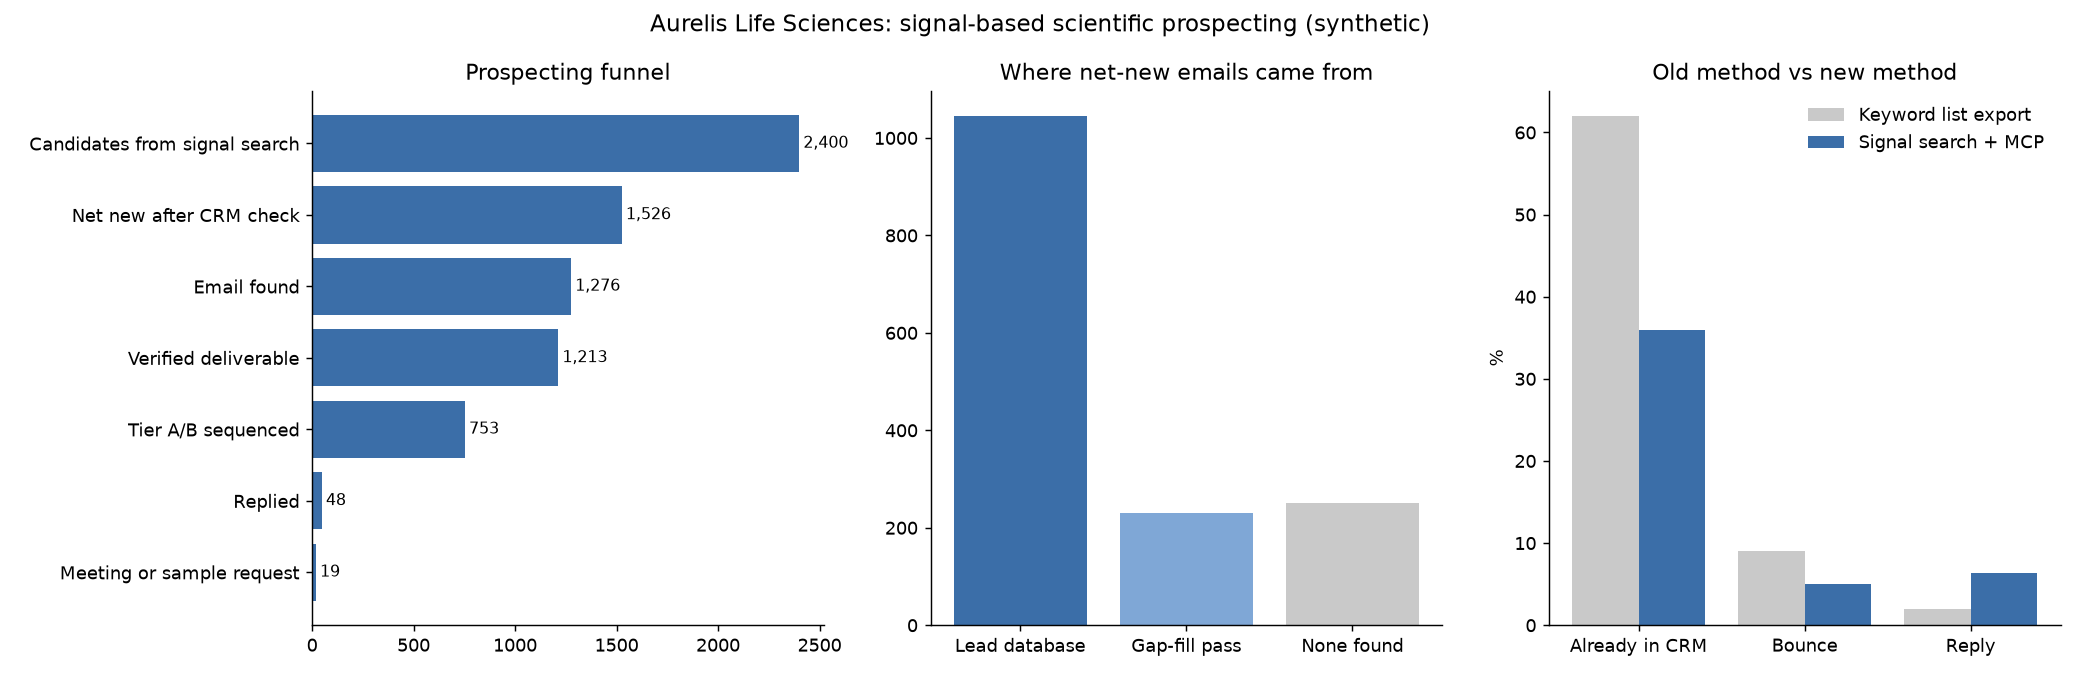 Aurelis Life Sciences: signal-based scientific prospecting (synthetic)
Prospecting funnel
Candidates from signal search
2,400
Net new after CRM check
1,526
Email found
1,276
Verified deliverable
1,213
Tier A/B sequenced
753
Replied
48
Meeting or sample request
19
0
500
1000
1500
2000
2500
Where net-new emails came from
1000
800
600
400
200
0
Lead database
Gap-fill pass
None found
Old method vs new method
Keyword list export
Signal search + MCP
%
60
50
40
30
20
10
0
Already in CRM
Bounce
Reply